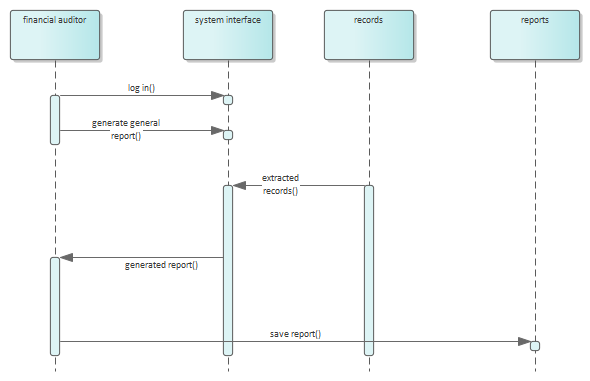 financial auditor
system interface
records
reports
log in()
generate general
report()
extracted
records()
generated report()
save report()